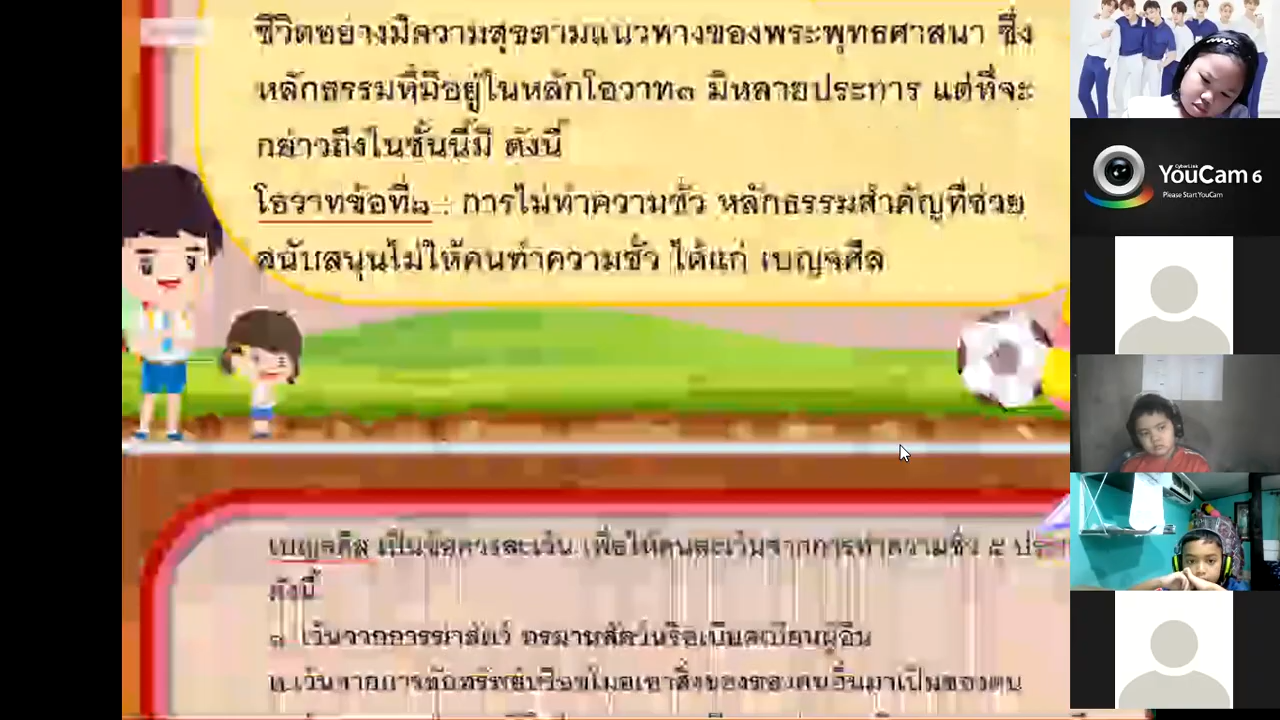 ชีวิตอย่างมีความสุขตามแนวทางของพระพุทธศาสนา ซึ่ง
หลักธรรมที่มีอยู่ในหลักโอวาท๓ มีหลายประการ แต่ที่จะ
กล่าวถึงในชั้นนี้มี ดังนี้
โอวาทข้อที่๑ : การไม่ทำความชั่ว หลักธรรมสำคัญที่ช่วย
สนับสนุนไม่ให้คนทำความชั่ว ได้แก่ เบญจศีล
เบญจศีล เป็นข้อควรละเว้น เพื่อให้คนละเว้นจากการทำความชั่ว ๕
ดังนี้
๑ เว้นจากการฆ่าสัตว์ ทรมานสัตว์หรือเบียดเบียนผู้อื่น
๒.เว้นจากการลักทรัพย์หรือขโมยเอาสิ่งของของคนอื่นมาเป็นของตน
CyberLink
YouCam 6
Please Start YouCam